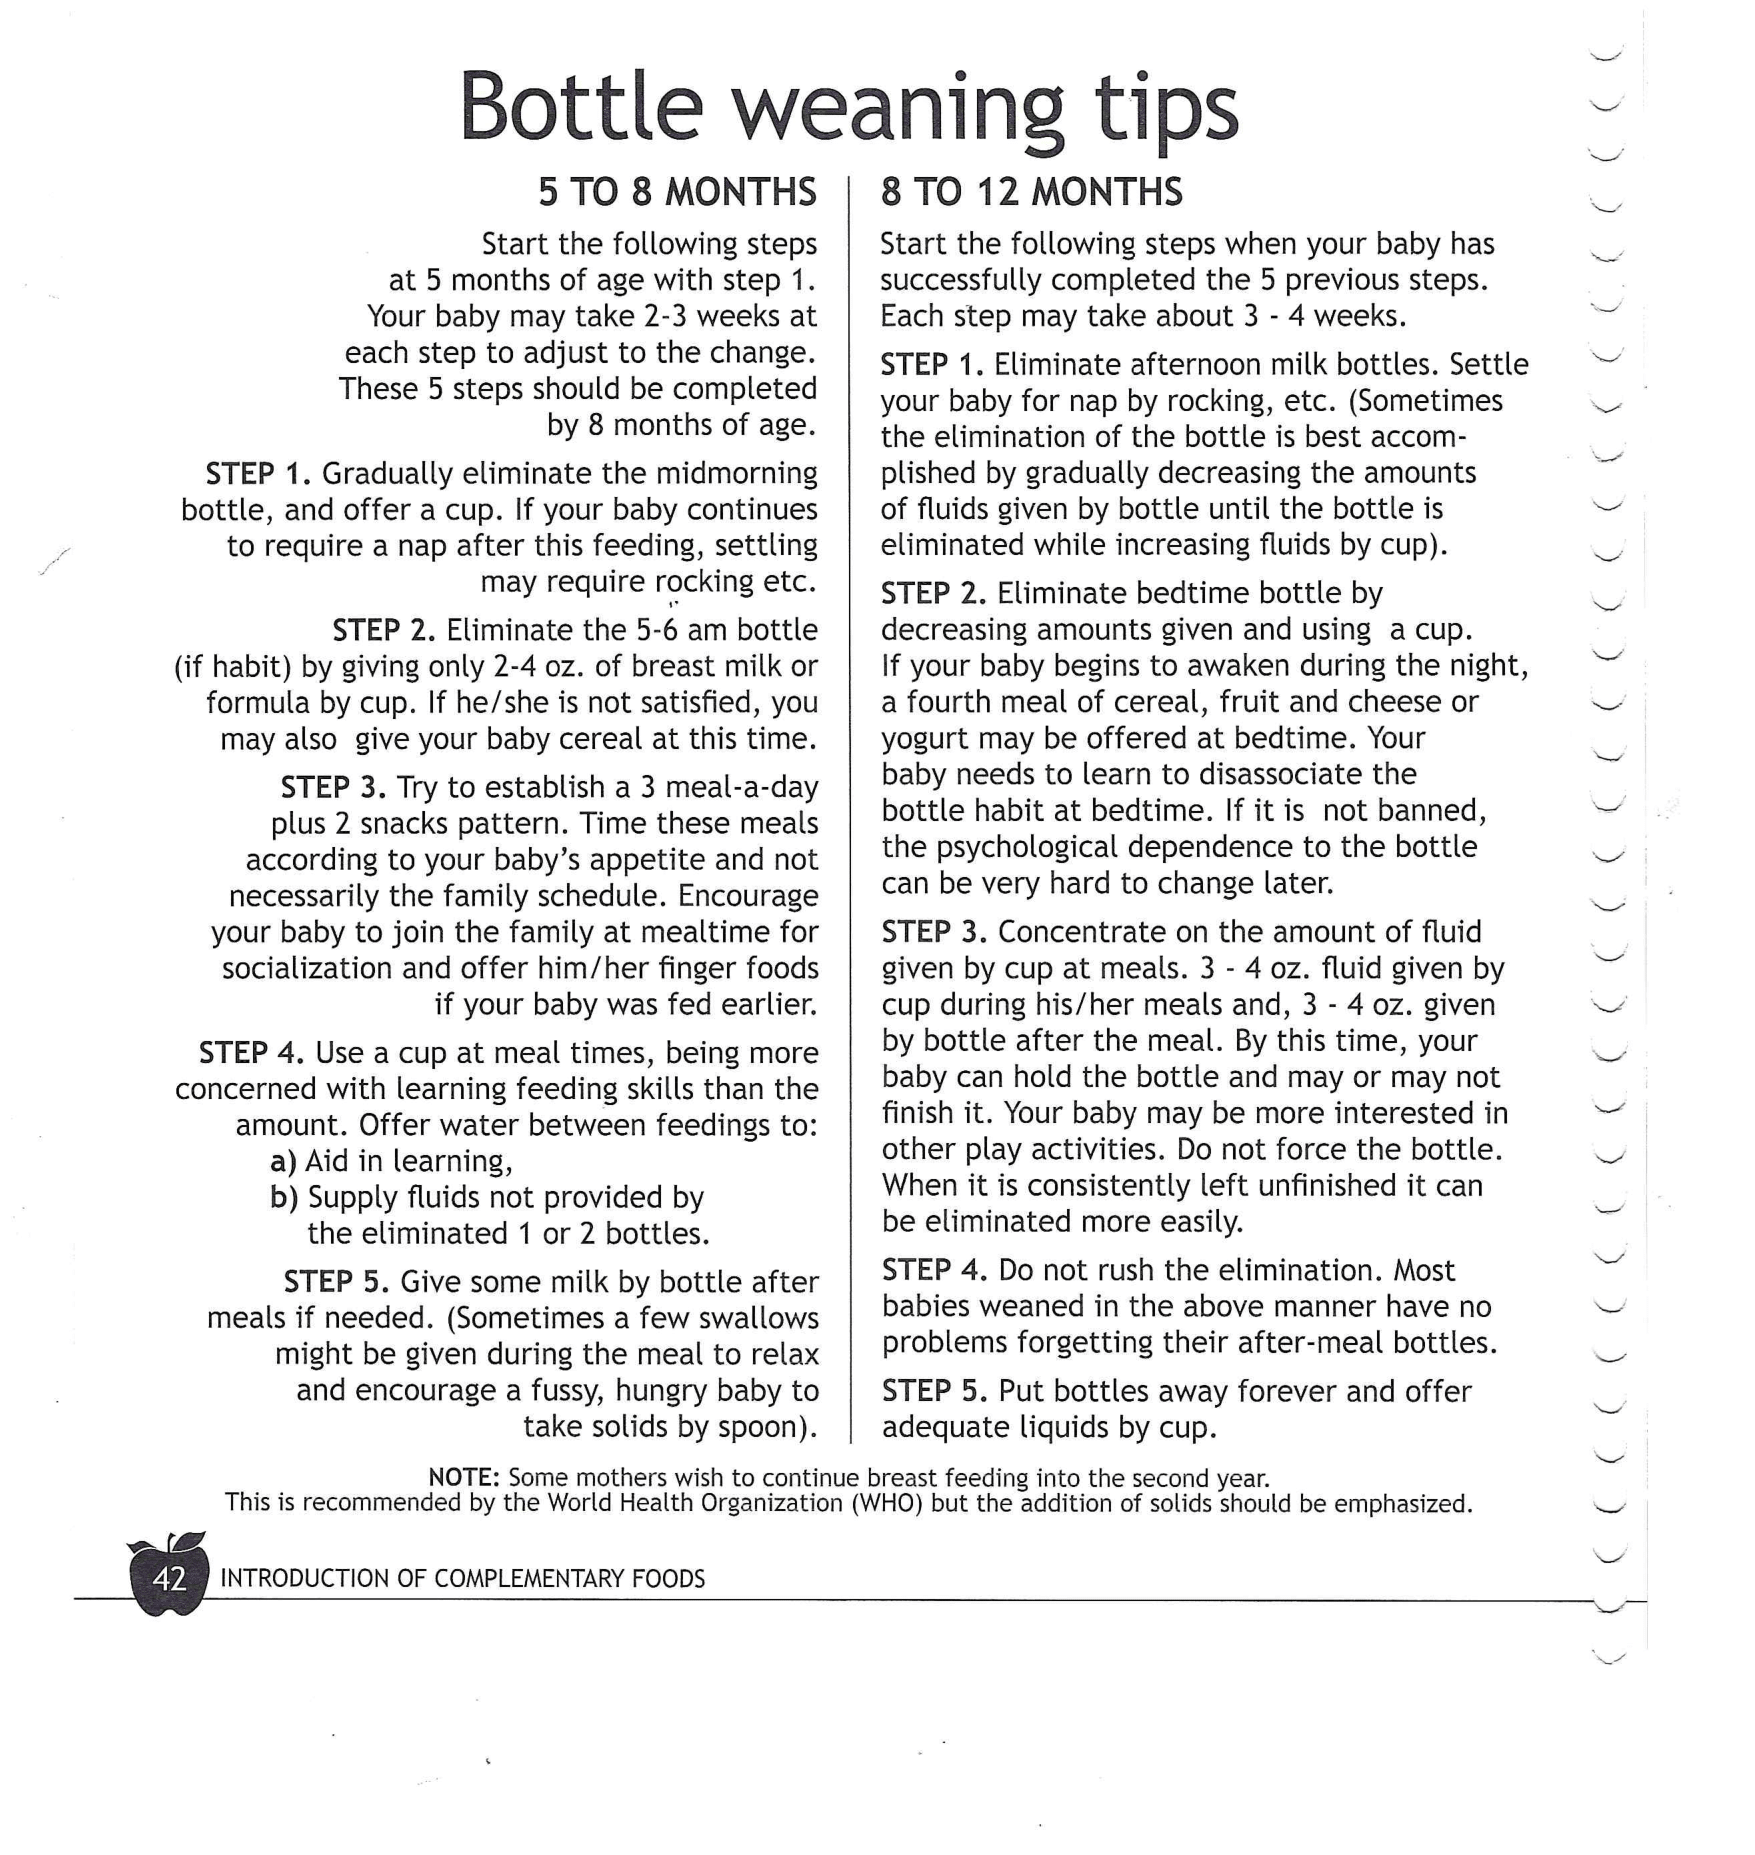 Bottle weaning tips
5 TO 8 MONTHS
Start the following steps
at 5 months of age with step 1.
Your baby may take 2-3 weeks at
each step to adjust to the change.
These 5 steps should be completed
by 8 months of age.
STEP 1. Gradually eliminate the midmorning
bottle, and offer a cup. If your baby continues
to require a nap after this feeding, settling
may require rocking etc.
STEP 2. Eliminate the 5-6 am bottle
(if habit) by giving only 2-4 oz. of breast milk or
formula by cup. If he/she is not satisfied, you
may also give your baby cereal at this time.
STEP 3. Try to establish a 3 meal-a-day
plus 2 snacks pattern. Time these meals
according to your baby’s appetite and not
necessarily the family schedule. Encourage
your baby to join the family at mealtime for
socialization and offer him/her finger foods
if your baby was fed earlier.
STEP 4. Use a cup at meal times, being more
concerned with learning feeding skills than the
amount. Offer water between feedings to:
a) Aid in learning,
b) Supply fluids not provided by
the eliminated 1 or 2 bottles.
STEP 5. Give some milk by bottle after
meals if needed. (Sometimes a few swallows
might be given during the meal to relax
and encourage a fussy, hungry baby to
take solids by spoon).
8 TO 12 MONTHS
Start the following steps when your baby has
successfully completed the 5 previous steps.
Each step may take about 3 - 4 weeks.
STEP 1. Eliminate afternoon milk bottles. Settle
your baby for nap by rocking, etc. (Sometimes
the elimination of the bottle is best accom-
plished by gradually decreasing the amounts
of fluids given by bottle until the bottle is
eliminated while increasing fluids by cup).
STEP 2. Eliminate bedtime bottle by
decreasing amounts given and using a cup.
If your baby begins to awaken during the night,
a fourth meal of cereal, fruit and cheese or
yogurt may be offered at bedtime. Your
baby needs to learn to disassociate the
bottle habit at bedtime. If it is not banned,
the psychological dependence to the bottle
can be very hard to change later.
STEP 3. Concentrate on the amount of fluid
given by cup at meals. 3 - 4 oz. fluid given by
cup during his/her meals and, 3 - 4 oz. given
by bottle after the meal. By this time, your
baby can hold the bottle and may or may not
finish it. Your baby may be more interested in
other play activities. Do not force the bottle.
When it is consistently left unfinished it can
be eliminated more easily.
STEP 4. Do not rush the elimination. Most
babies weaned in the above manner have no
problems forgetting their after-meal bottles.
STEP 5. Put bottles away forever and offer
adequate liquids by cup.
NOTE: Some mothers wish to continue breast feeding into the second year.
This is recommended by the World Health Organization (WHO) but the addition of solids should be emphasized.
42 INTRODUCTION OF COMPLEMENTARY FOODS